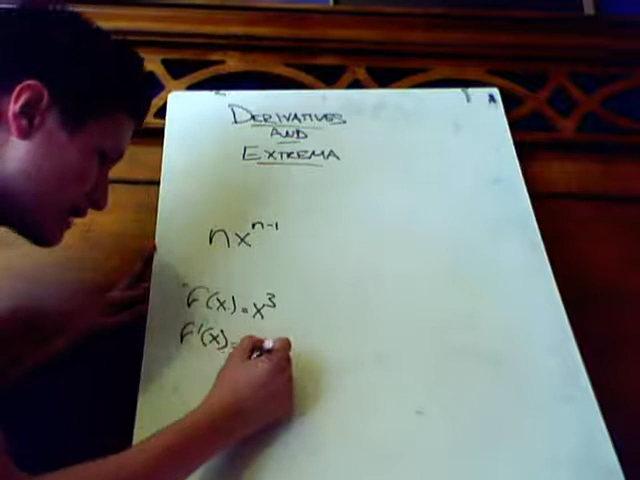 DERIVATIVES
AND
EXTREMA
nx^{n-1}
F(x)=x³
F'(x)=